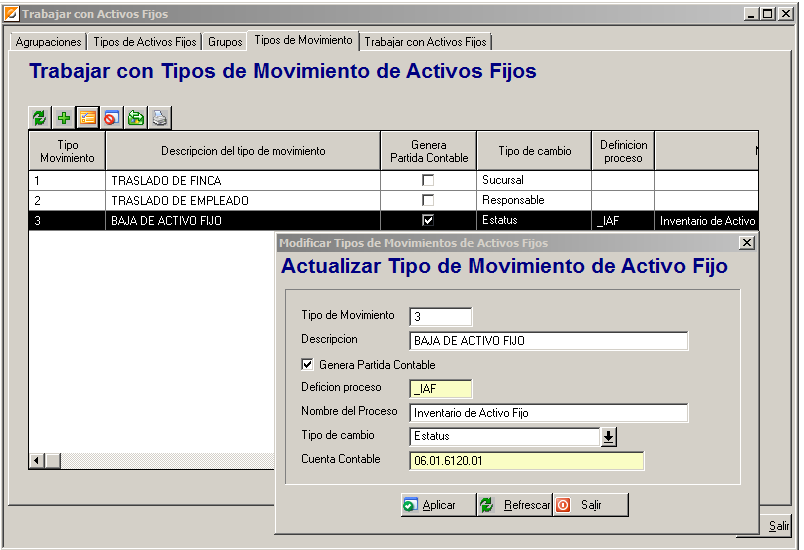 Trabajar con Activos Fijos
Agrupaciones Tipos de Activos Fijos Grupos Tipos de Movimiento Trabajar con Activos Fijos
Trabajar con Tipos de Movimiento de Activos Fijos
Tipo Movimiento Descripcion del tipo de movimiento Genera Partida Contable Tipo de cambio Definicion proceso
1 TRASLADO DE FINCA Sucursal
2 TRASLADO DE EMPLEADO Responsable
3 BAJA DE ACTIVO FIJO Estatus _IAF Inventario de Activo
Modificar Tipos de Movimientos de Activos Fijos
Actualizar Tipo de Movimiento de Activo Fijo
Tipo de Movimiento 3
Descripcion BAJA DE ACTIVO FIJO
Genera Partida Contable
Deficion proceso _IAF
Nombre del Proceso Inventario de Activo Fijo
Tipo de cambio Estatus
Cuenta Contable 06.01.6120.01
Aplicar Refrescar Salir
Salir